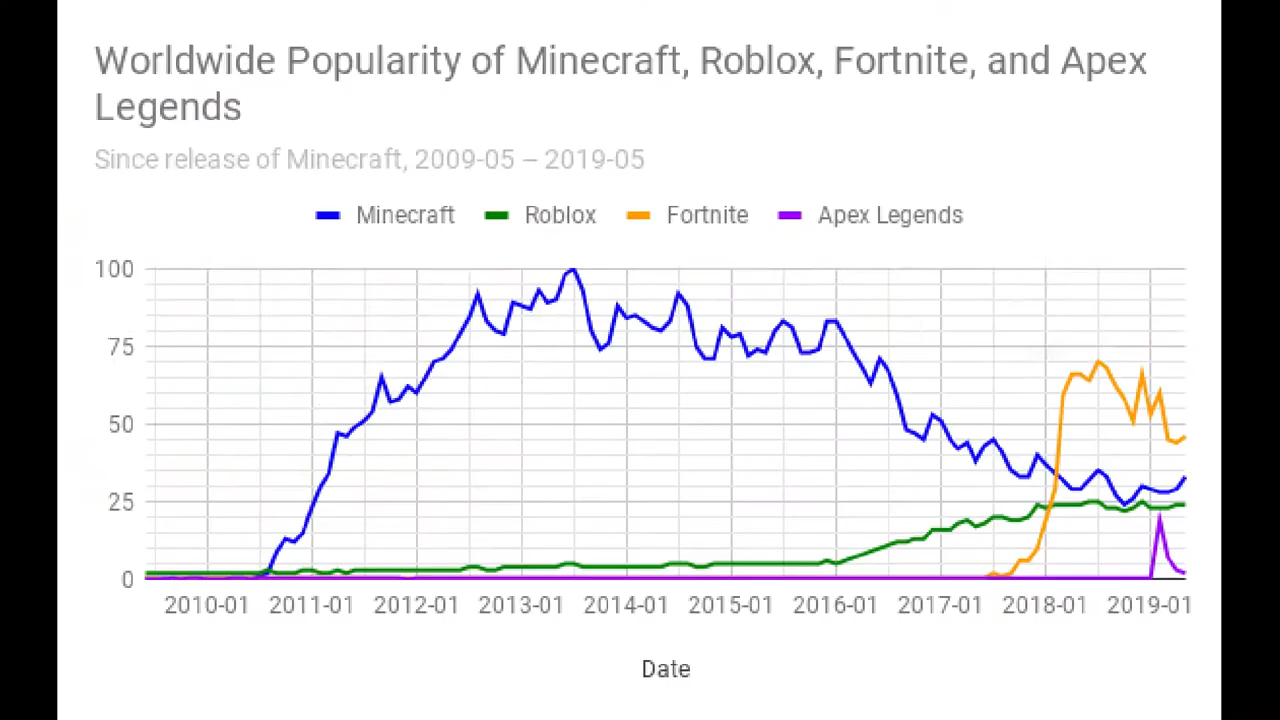 Worldwide Popularity of Minecraft, Roblox, Fortnite, and Apex
Legends
Since release of Minecraft, 2009-05 – 2019-05
Minecraft Roblox Fortnite Apex Legends
100
75
50
25
0
2010-01 2011-01 2012-01 2013-01 2014-01 2015-01 2016-01 2017-01 2018-01 2019-01
Date